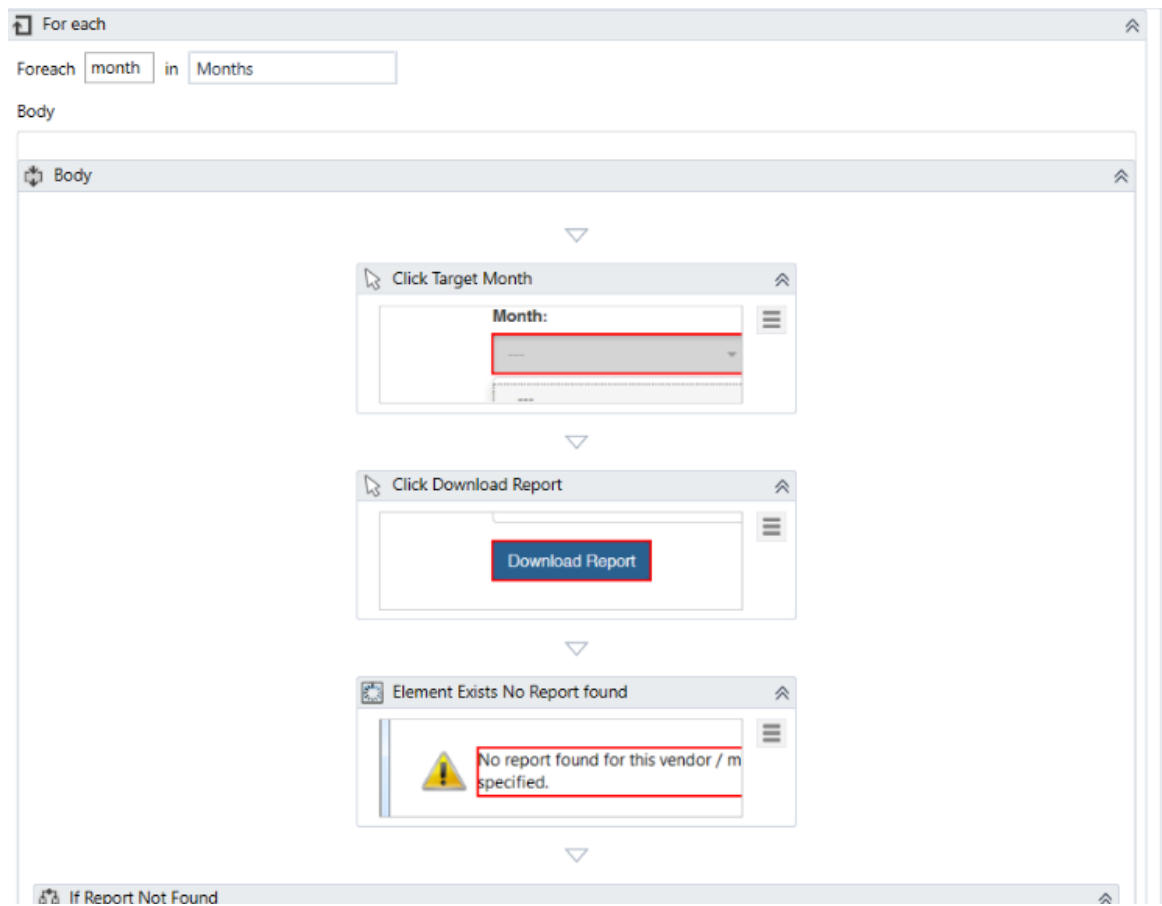 For each
Foreach month in Months
Body
Body
Click Target Month
Month:
---
---
Click Download Report
Download Report
Element Exists No Report found
No report found for this vendor / m
specified.
If Report Not Found